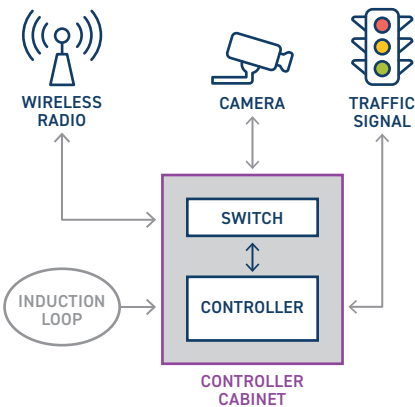 WIRELESS
RADIO
CAMERA
TRAFFIC
SIGNAL
SWITCH
INDUCTION
LOOP
CONTROLLER
CONTROLLER
CABINET